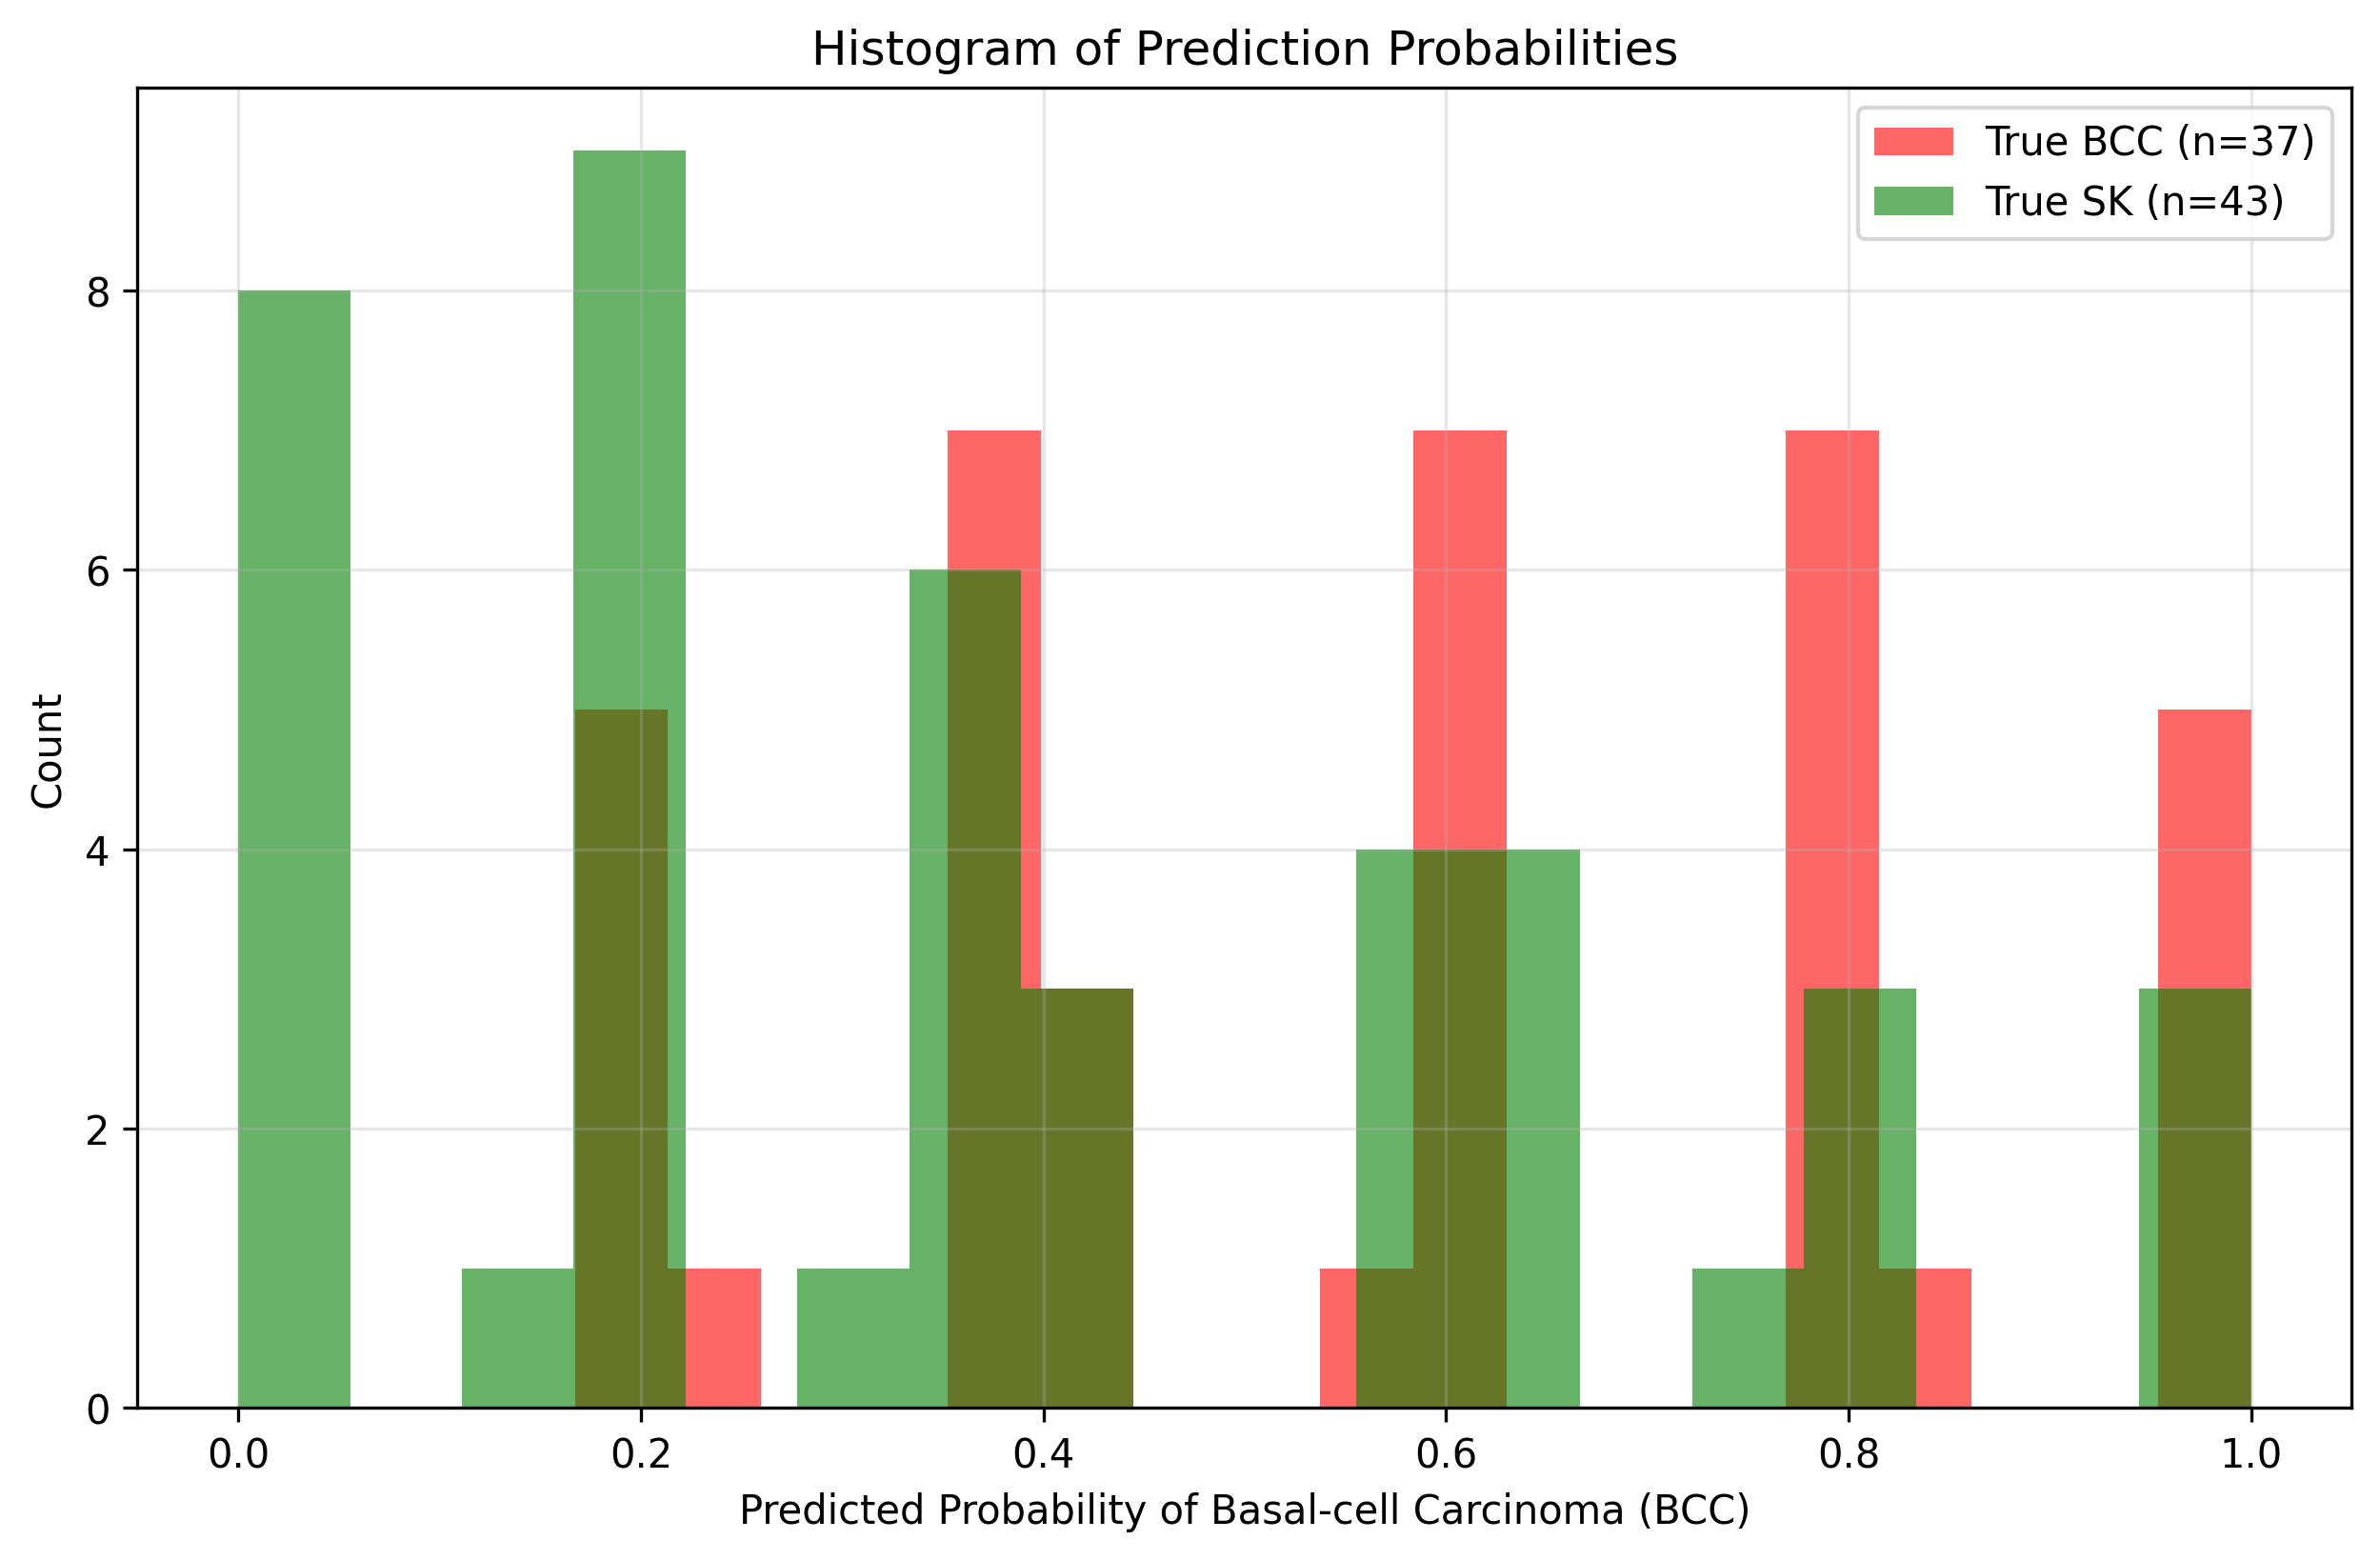 Histogram of Prediction Probabilities
True BCC (n=37)
True SK (n=43)
8
6
4
2
0
Count
0.0 0.2 0.4 0.6 0.8 1.0
Predicted Probability of Basal-cell Carcinoma (BCC)